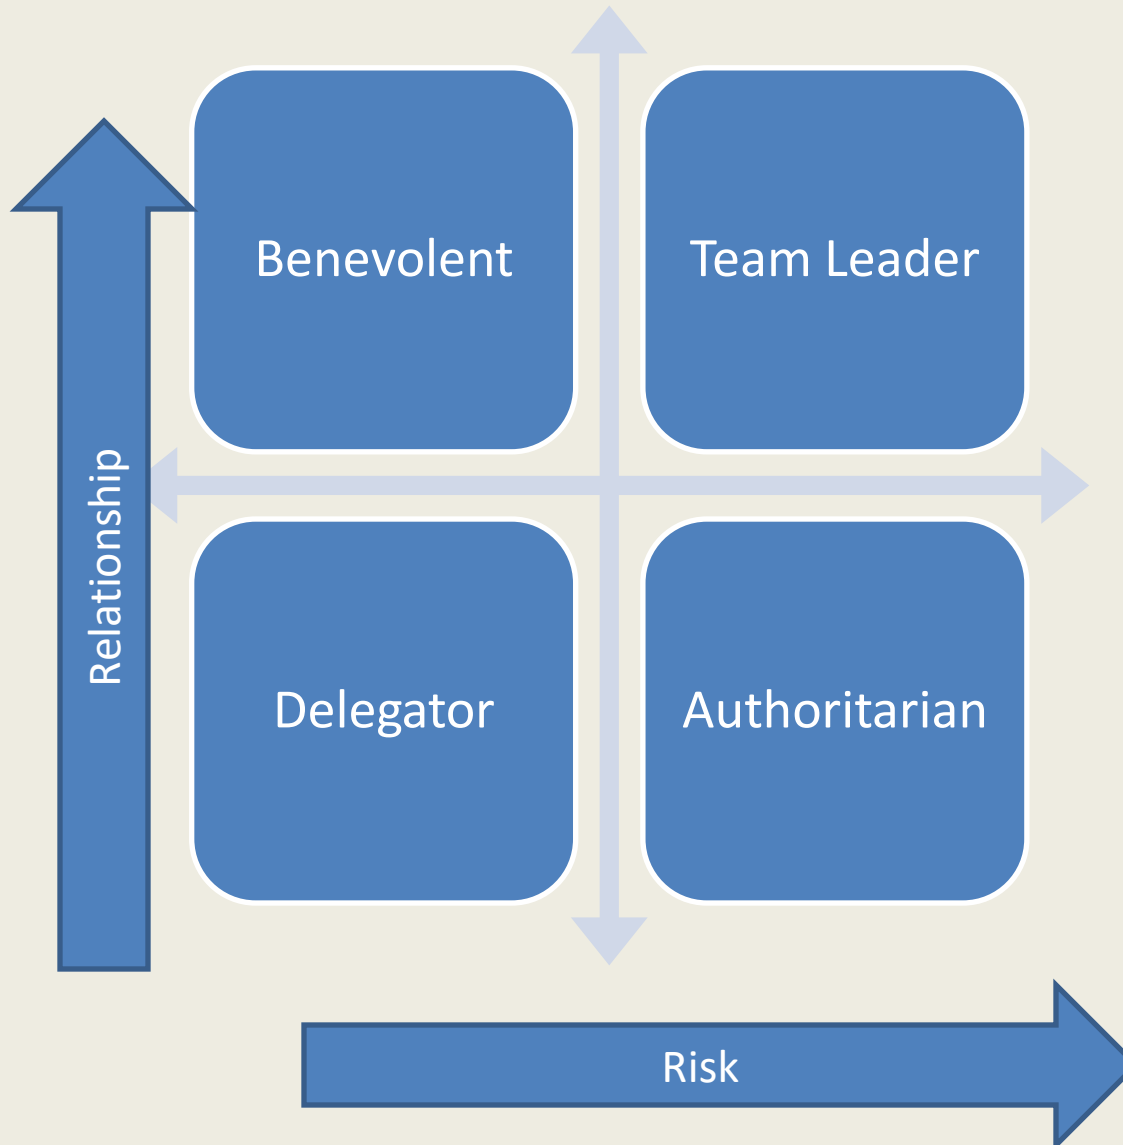 Benevolent
Team Leader
Relationship
Delegator
Authoritarian
Risk